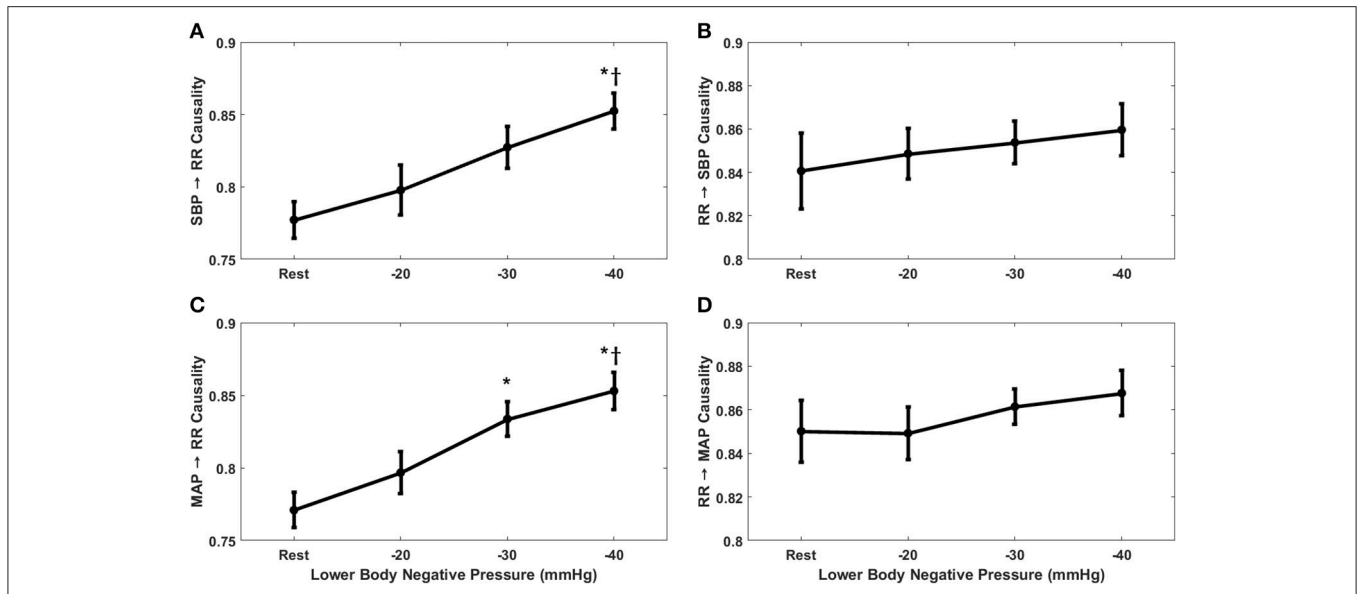 A
0.9
0.85
0.8
0.75
SBP → RR Causality
*†
Rest
-20
-30
-40
B
0.9
0.88
0.86
0.84
0.82
0.8
RR → SBP Causality
Rest
-20
-30
-40
C
0.9
0.85
0.8
0.75
MAP → RR Causality
*
*†
Rest
-20
-30
-40
Lower Body Negative Pressure (mmHg)
D
0.9
0.88
0.86
0.84
0.82
0.8
RR → MAP Causality
Rest
-20
-30
-40
Lower Body Negative Pressure (mmHg)